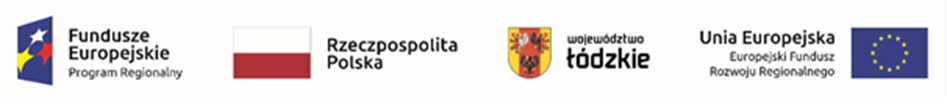 Fundusze
Europejskie
Program Regionalny
Rzeczpospolita
Polska
województwo
łódzkie
Unia Europejska
Europejski Fundusz
Rozwoju Regionalnego